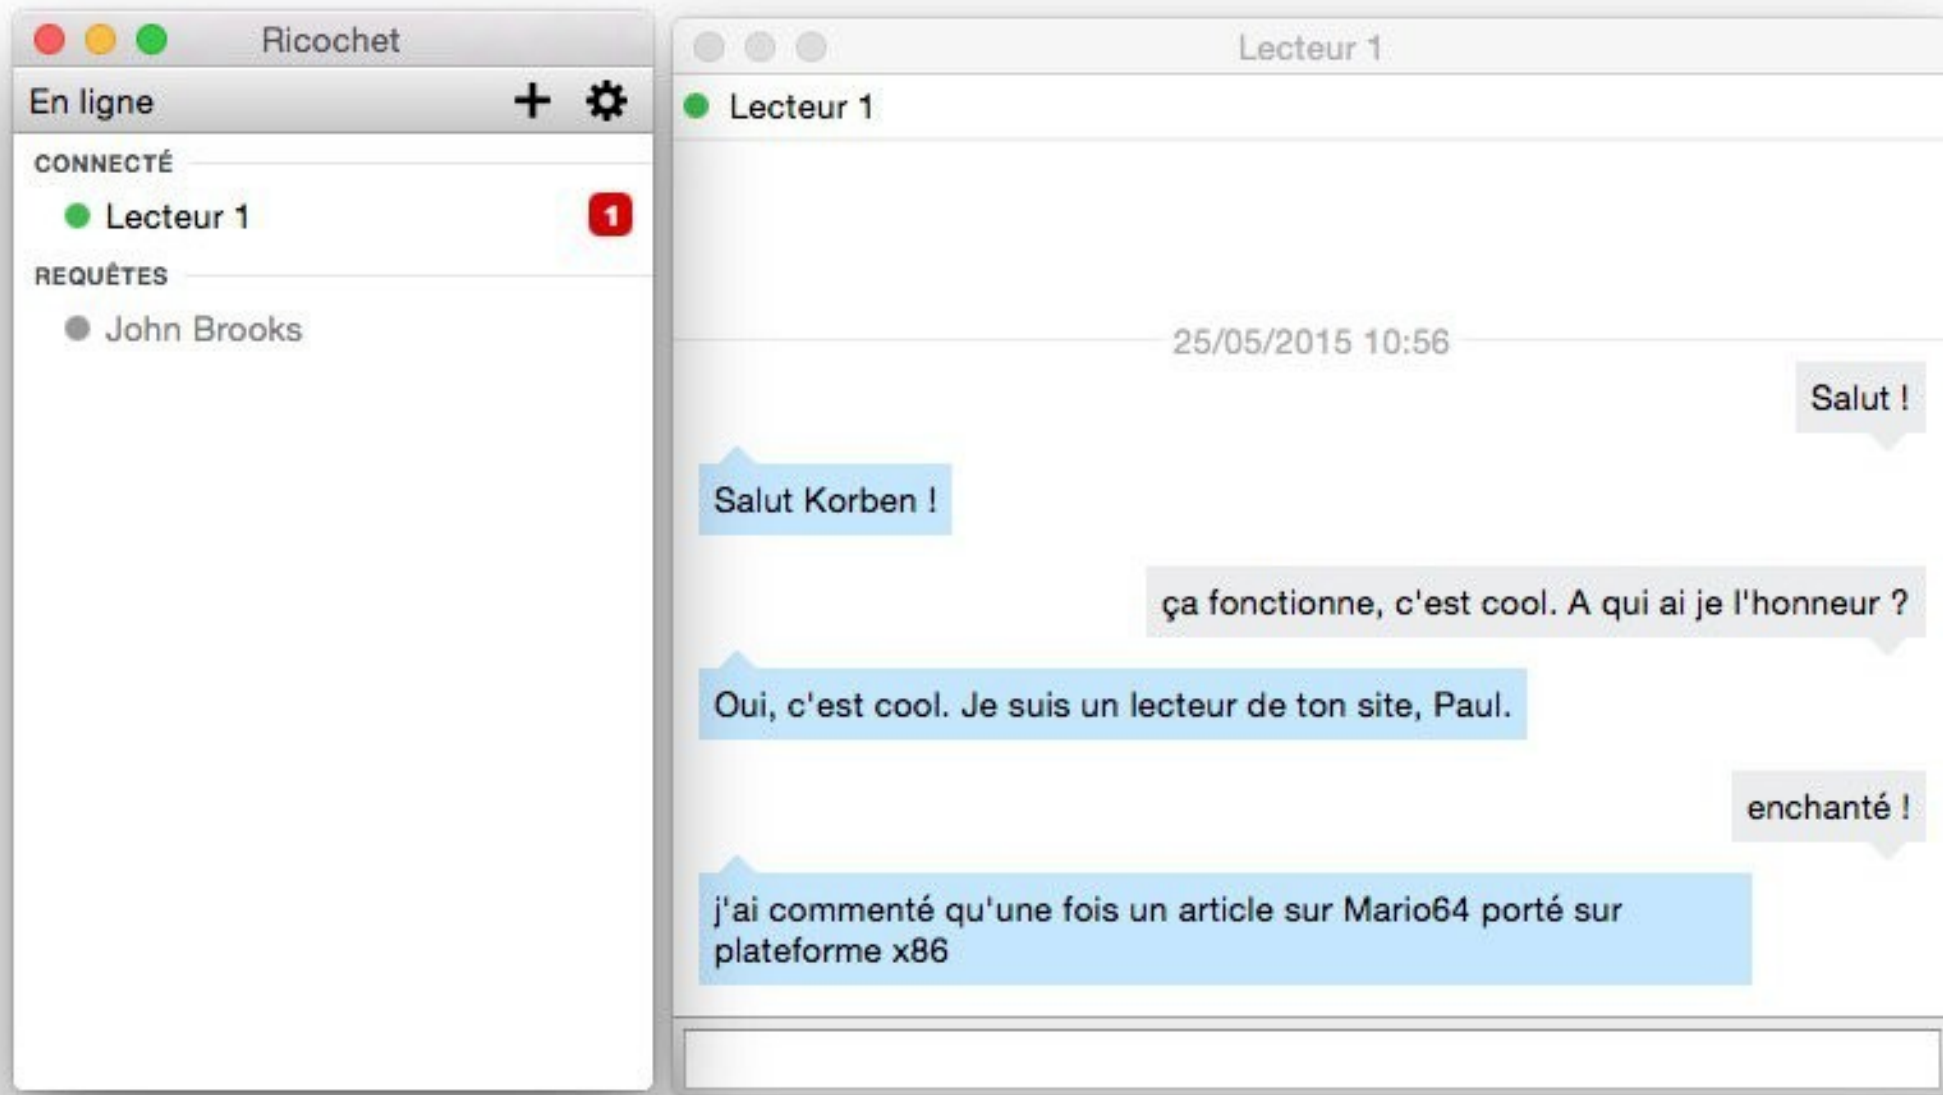 Ricochet
En ligne
CONNECTÉ
Lecteur 1
1
REQUÊTES
John Brooks
Lecteur 1
Lecteur 1
25/05/2015 10:56
Salut !
Salut Korben !
ça fonctionne, c'est cool. A qui ai je l'honneur ?
Oui, c'est cool. Je suis un lecteur de ton site, Paul.
enchanté !
j'ai commenté qu'une fois un article sur Mario64 porté sur
plateforme x86